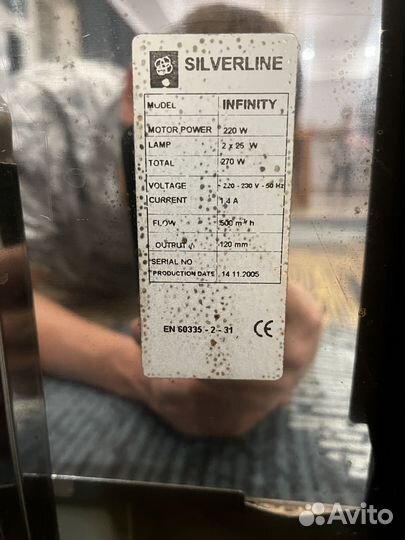 SILVERLINE
MODEL INFINITY
MOTOR POWER 220 W
LAMP 2 x 25 W
TOTAL 270 W
VOLTAGE ~ 220 - 230 V - 50 Hz
CURRENT 1.4 A
FLOW 500 m³/h
OUTPUT 120 mm
SERIAL NO
PRODUCTION DATE 14 11.2005
EN 60335 - 2 - 31 CE
Avito